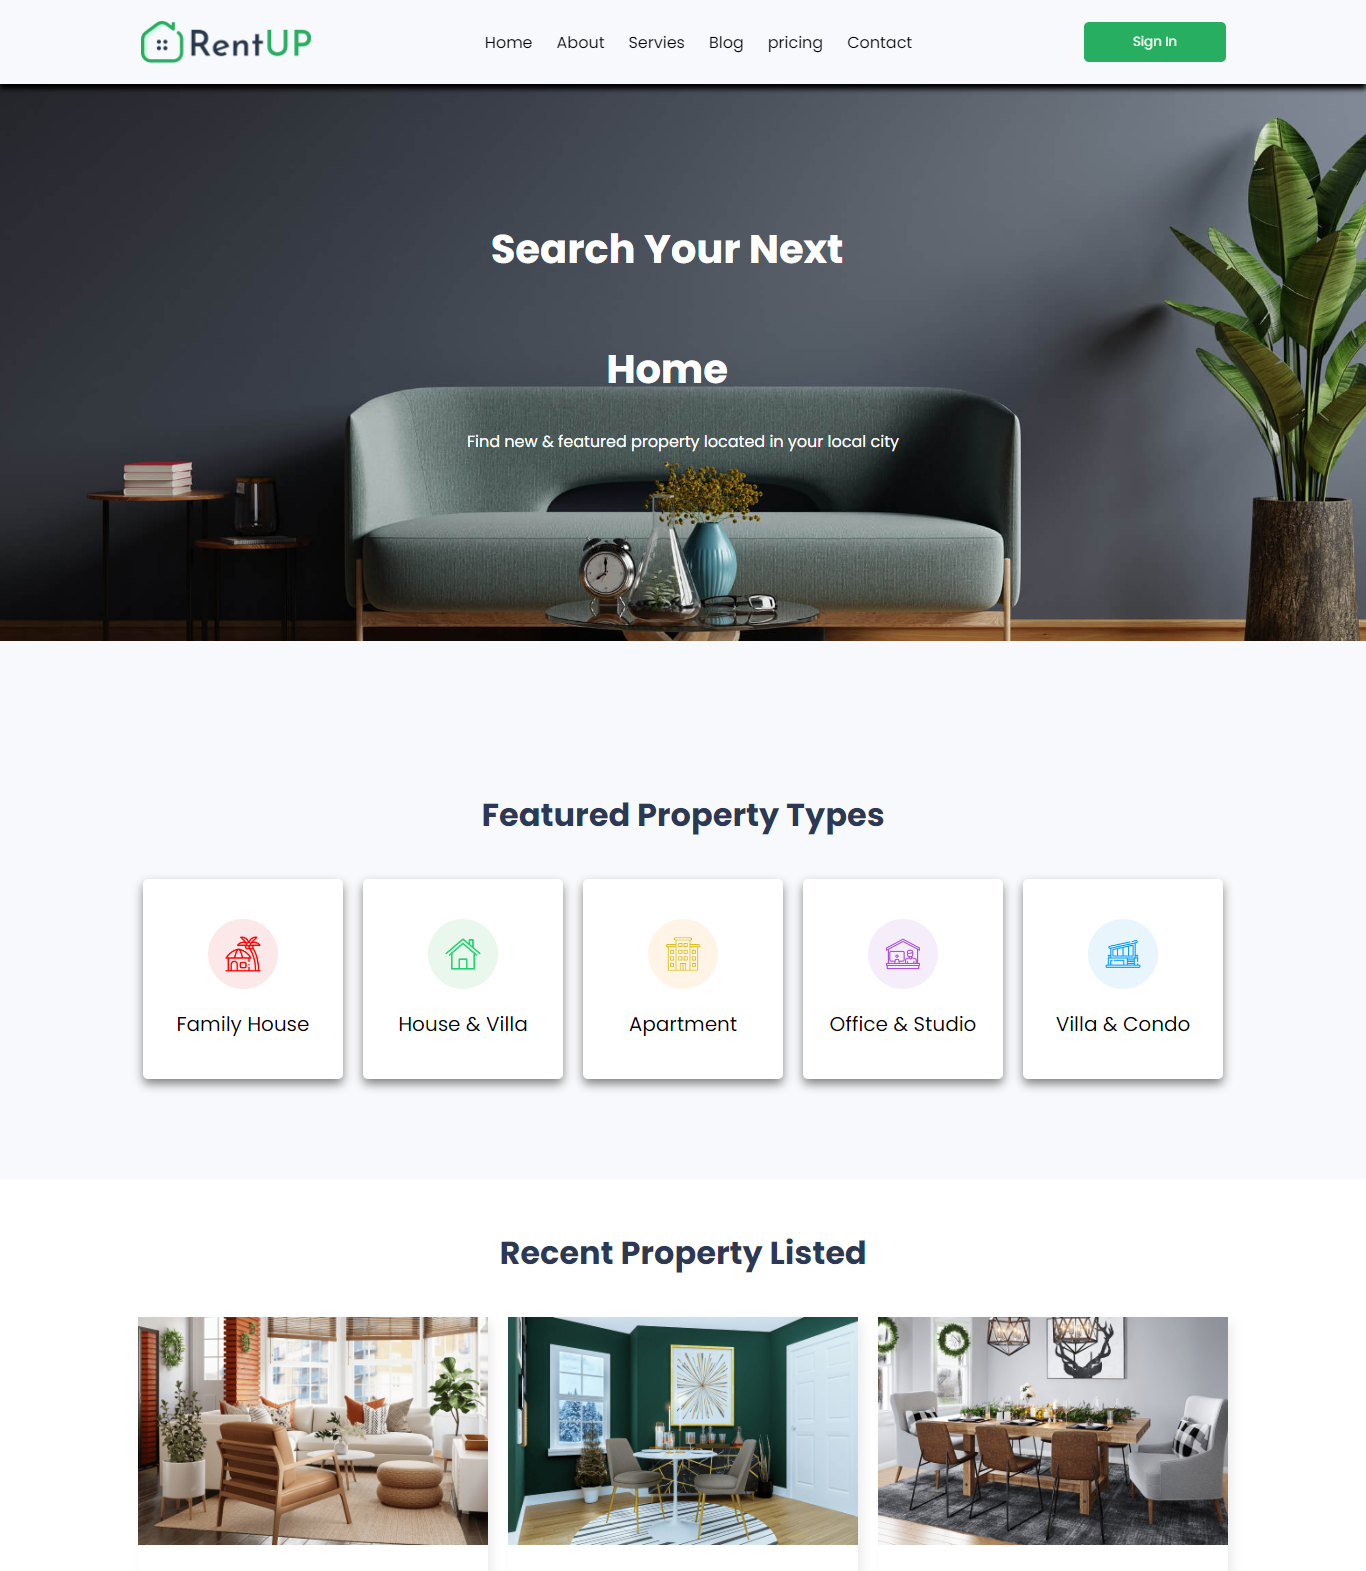 RentUP
Home About Servies Blog pricing Contact
Sign In
Search Your Next
Home
Find new & featured property located in your local city
Featured Property Types
Family House
House & Villa
Apartment
Office & Studio
Villa & Condo
Recent Property Listed